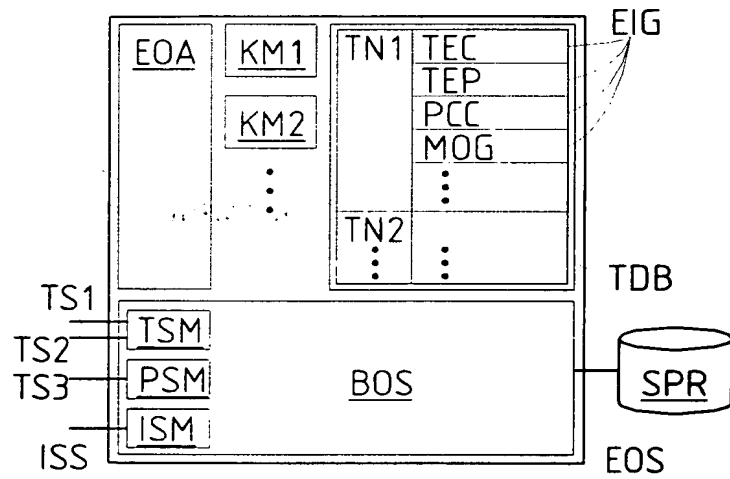 EOA KM1 TN1 TEC EIG
TEP
KM2 PCC
MOG
TN2
TS1 TDB
TSM
TS2
TS3 PSM BOS SPR
ISM
ISS EOS